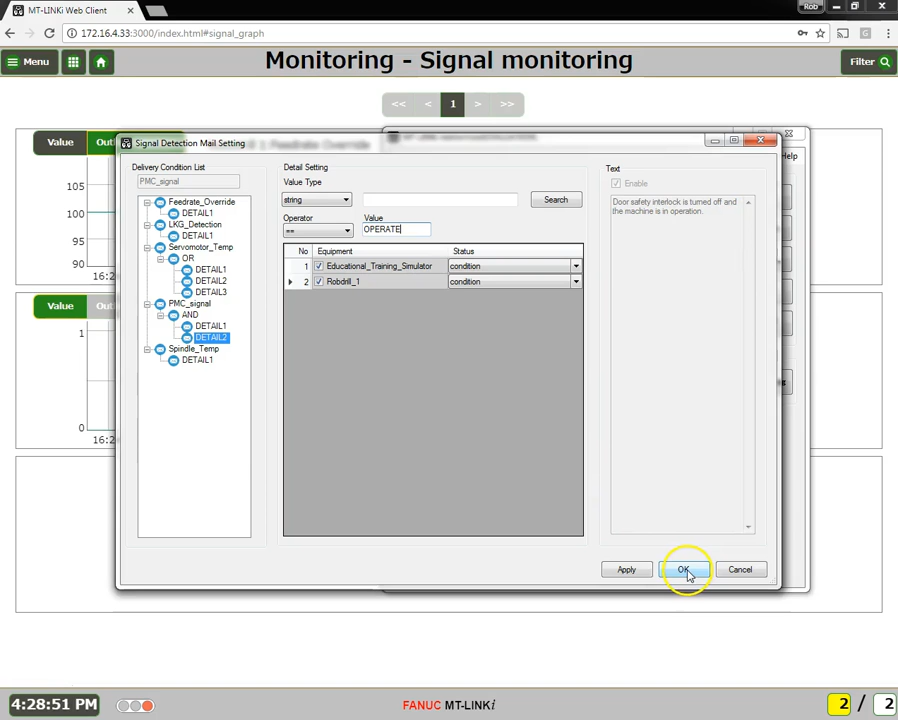 MT-LINKi Web Client
Rob
172.16.4.33:3000/index.html#signal_graph
Menu
Monitoring - Signal monitoring
Filter
<< < 1 > >>
Value
105
100
95
90
Signal Detection Mail Setting
Help
Delivery Condition List
PMC_signal
Feedrate_Override
DETAIL1
LKG_Detection
DETAIL1
Servomotor_Temp
OR
DETAIL1
DETAIL2
DETAIL3
PMC_signal
AND
DETAIL1
DETAIL2
Spindle_Temp
DETAIL1
Detail Setting
Value Type
string
Search
Operator Value
== OPERATE
No Equipment Status
1 Educational_Training_Simulator condition
2 Robdrill_1 condition
Text
Enable
Door safety interlock is turned off and
the machine is in operation.
Apply OK Cancel
Value
1
0
4:28:51 PM
FANUC MT-LINKi
2 / 2